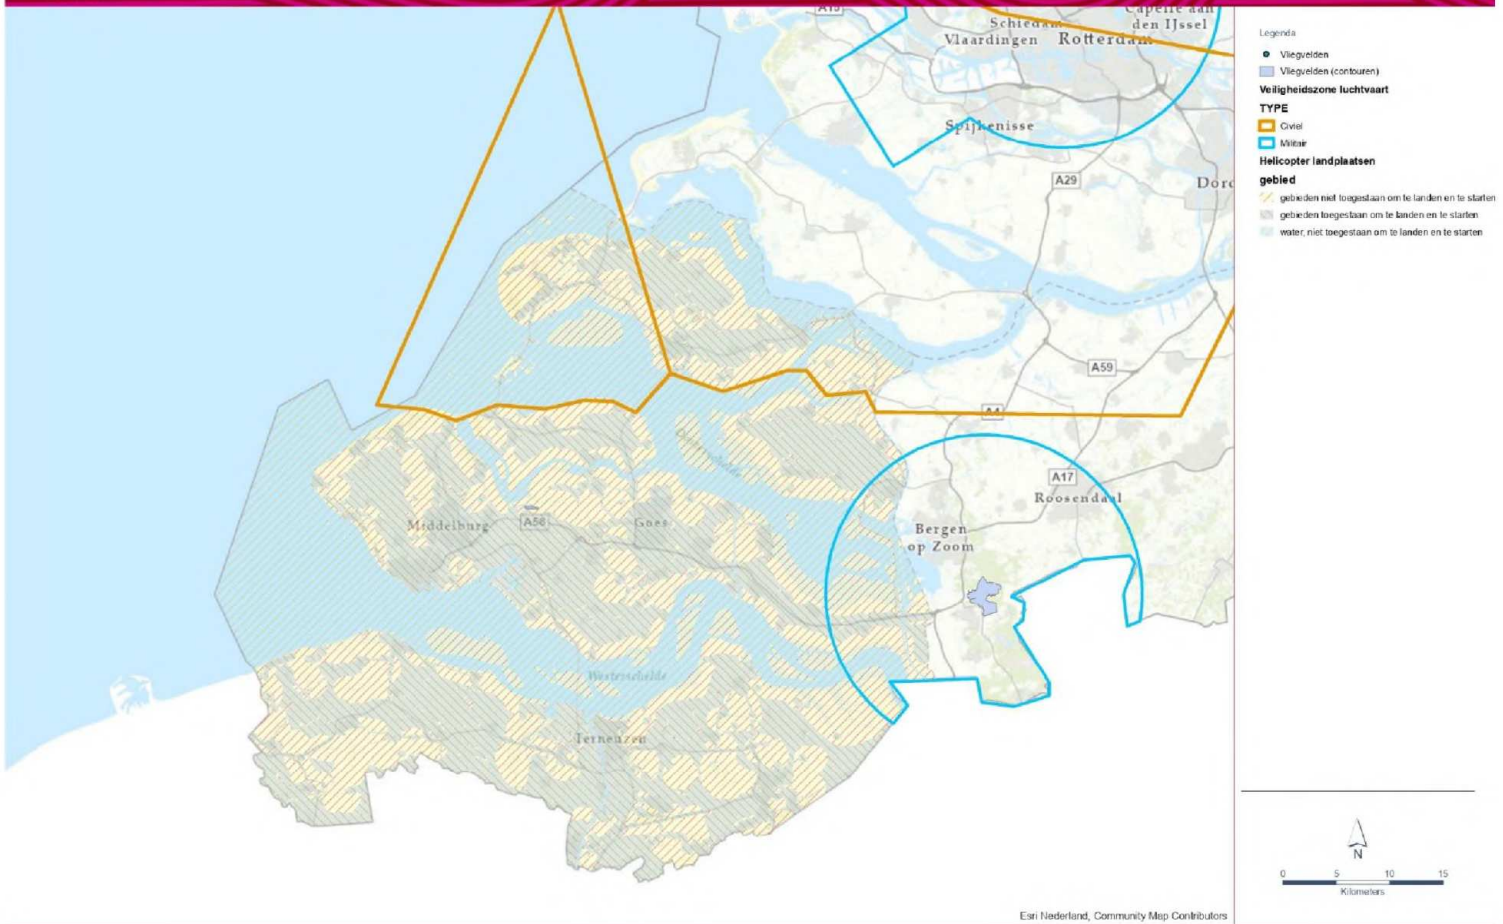 A15
Capelle aan
den IJssel
Schiedam
Vlaardingen
Rotterdam
Spijkenisse
A29
Dord
A59
A4
A17
Roosendaal
Bergen
op Zoom
Oosterschelde
Middelburg
A58
Goes
Westerschelde
Terneuzen
Legenda
Vliegvelden
Vliegvelden (contouren)
Veiligheidszone luchtvaart
TYPE
Civiel
Militair
Helicopter landplaatsen
gebied
gebieden niet toegestaan om te landen en te starten
gebieden toegestaan om te landen en te starten
water, niet toegestaan om te landen en te starten
N
0 5 10 15
Kilometers
Esri Nederland, Community Map Contributors